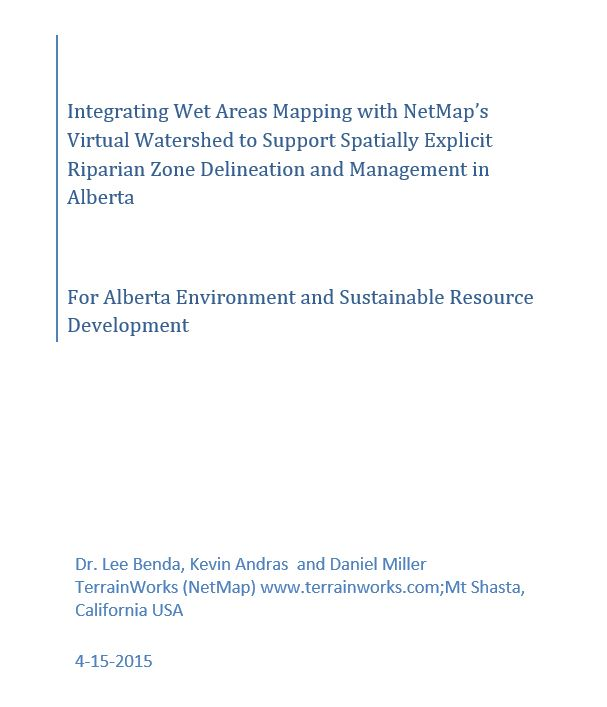 Integrating Wet Areas Mapping with NetMap’s
Virtual Watershed to Support Spatially Explicit
Riparian Zone Delineation and Management in
Alberta
For Alberta Environment and Sustainable Resource
Development
Dr. Lee Benda, Kevin Andras  and Daniel Miller
TerrainWorks (NetMap) www.terrainworks.com;Mt Shasta,
California USA
4-15-2015